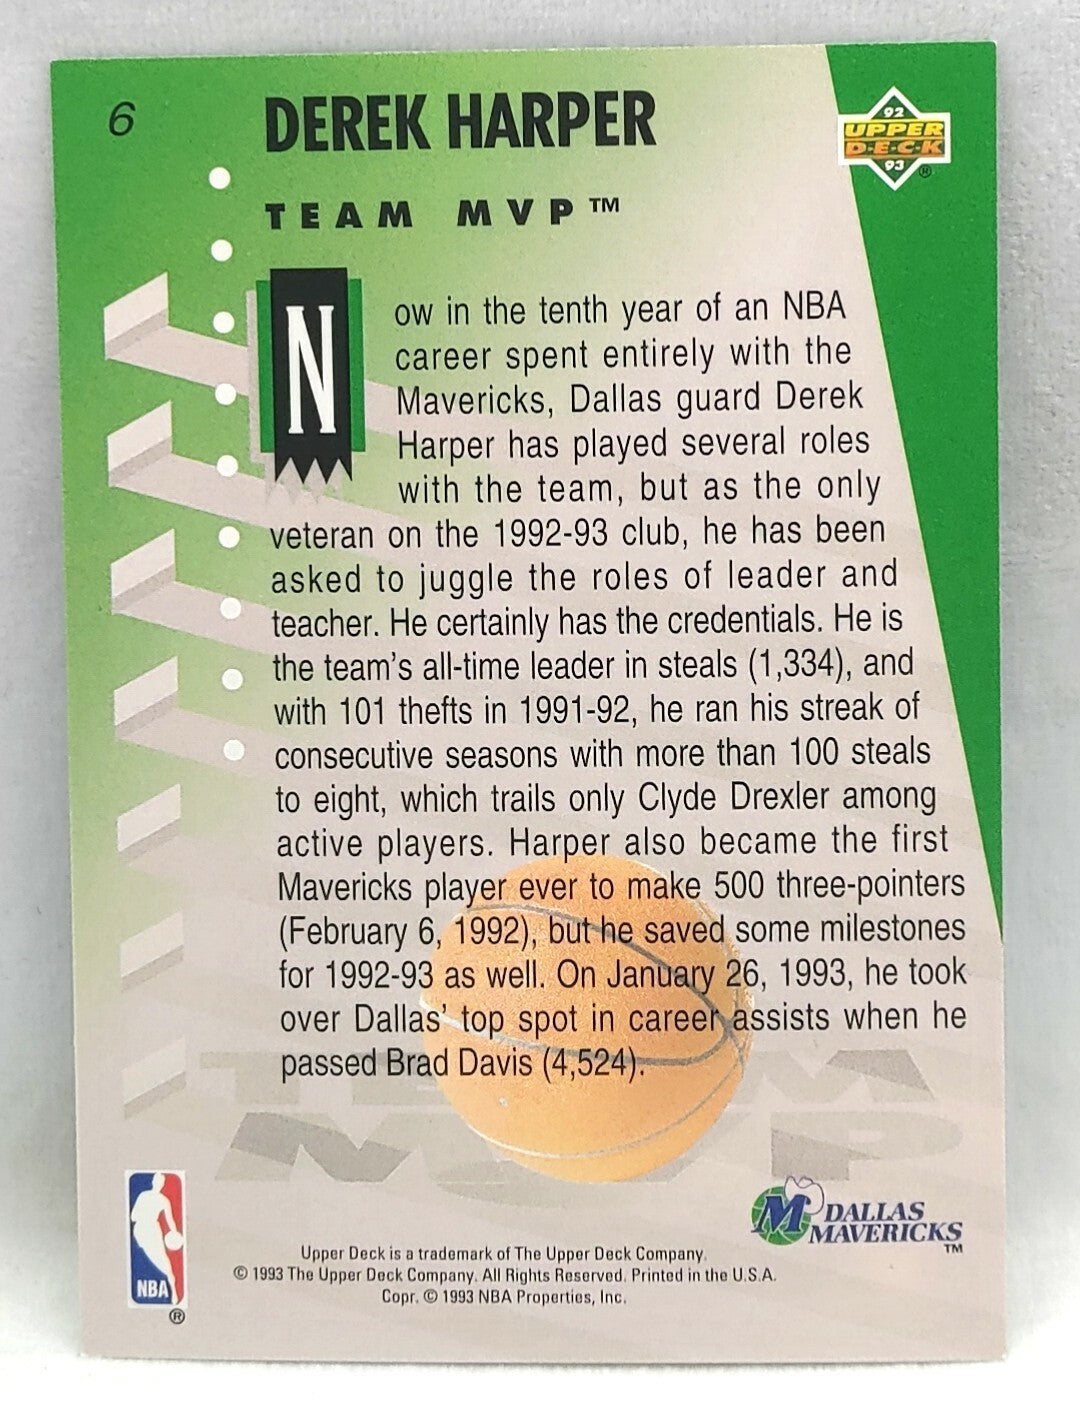 6
DEREK HARPER
92
UPPER
D·E·C·K
93 ®
TEAM MVP™
Now in the tenth year of an NBA
career spent entirely with the
Mavericks, Dallas guard Derek
Harper has played several roles
with the team, but as the only
veteran on the 1992-93 club, he has been
asked to juggle the roles of leader and
teacher. He certainly has the credentials. He is
the team's all-time leader in steals (1,334), and
with 101 thefts in 1991-92, he ran his streak of
consecutive seasons with more than 100 steals
to eight, which trails only Clyde Drexler among
active players. Harper also became the first
Mavericks player ever to make 500 three-pointers
(February 6, 1992), but he saved some milestones
for 1992-93 as well. On January 26, 1993, he took
over Dallas' top spot in career assists when he
passed Brad Davis (4,524).
TEAM
MVP
M DALLAS
MAVERICKS
™
NBA
®
Upper Deck is a trademark of The Upper Deck Company.
© 1993 The Upper Deck Company. All Rights Reserved. Printed in the U.S.A.
Copr. © 1993 NBA Properties, Inc.